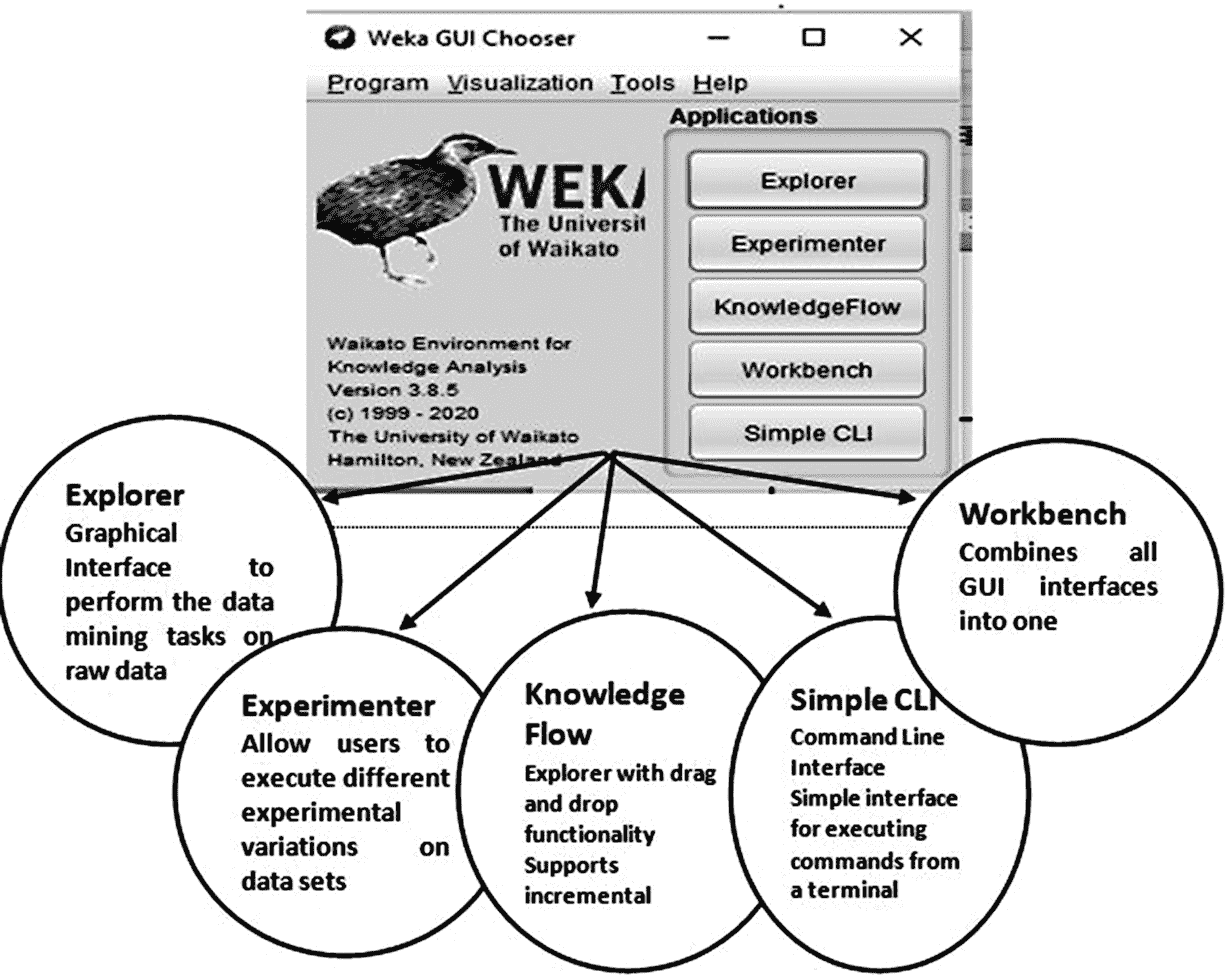 Weka GUI Chooser
Program Visualization Tools Help
Applications
WEKA
The Universit
of Waikato
Explorer
Experimenter
KnowledgeFlow
Workbench
Simple CLI
Waikato Environment for
Knowledge Analysis
Version 3.8.5
(c) 1999 - 2020
The University of Waikato
Hamilton, New Zealand
Explorer
Graphical
Interface to
perform the data
mining tasks on
raw data
Experimenter
Allow users to
execute different
experimental
variations on
data sets
Knowledge
Flow
Explorer with drag
and drop
functionality
Supports
incremental
Simple CLI
Command Line
Interface
Simple interface
for executing
commands from
a terminal
Workbench
Combines all
GUI interfaces
into one